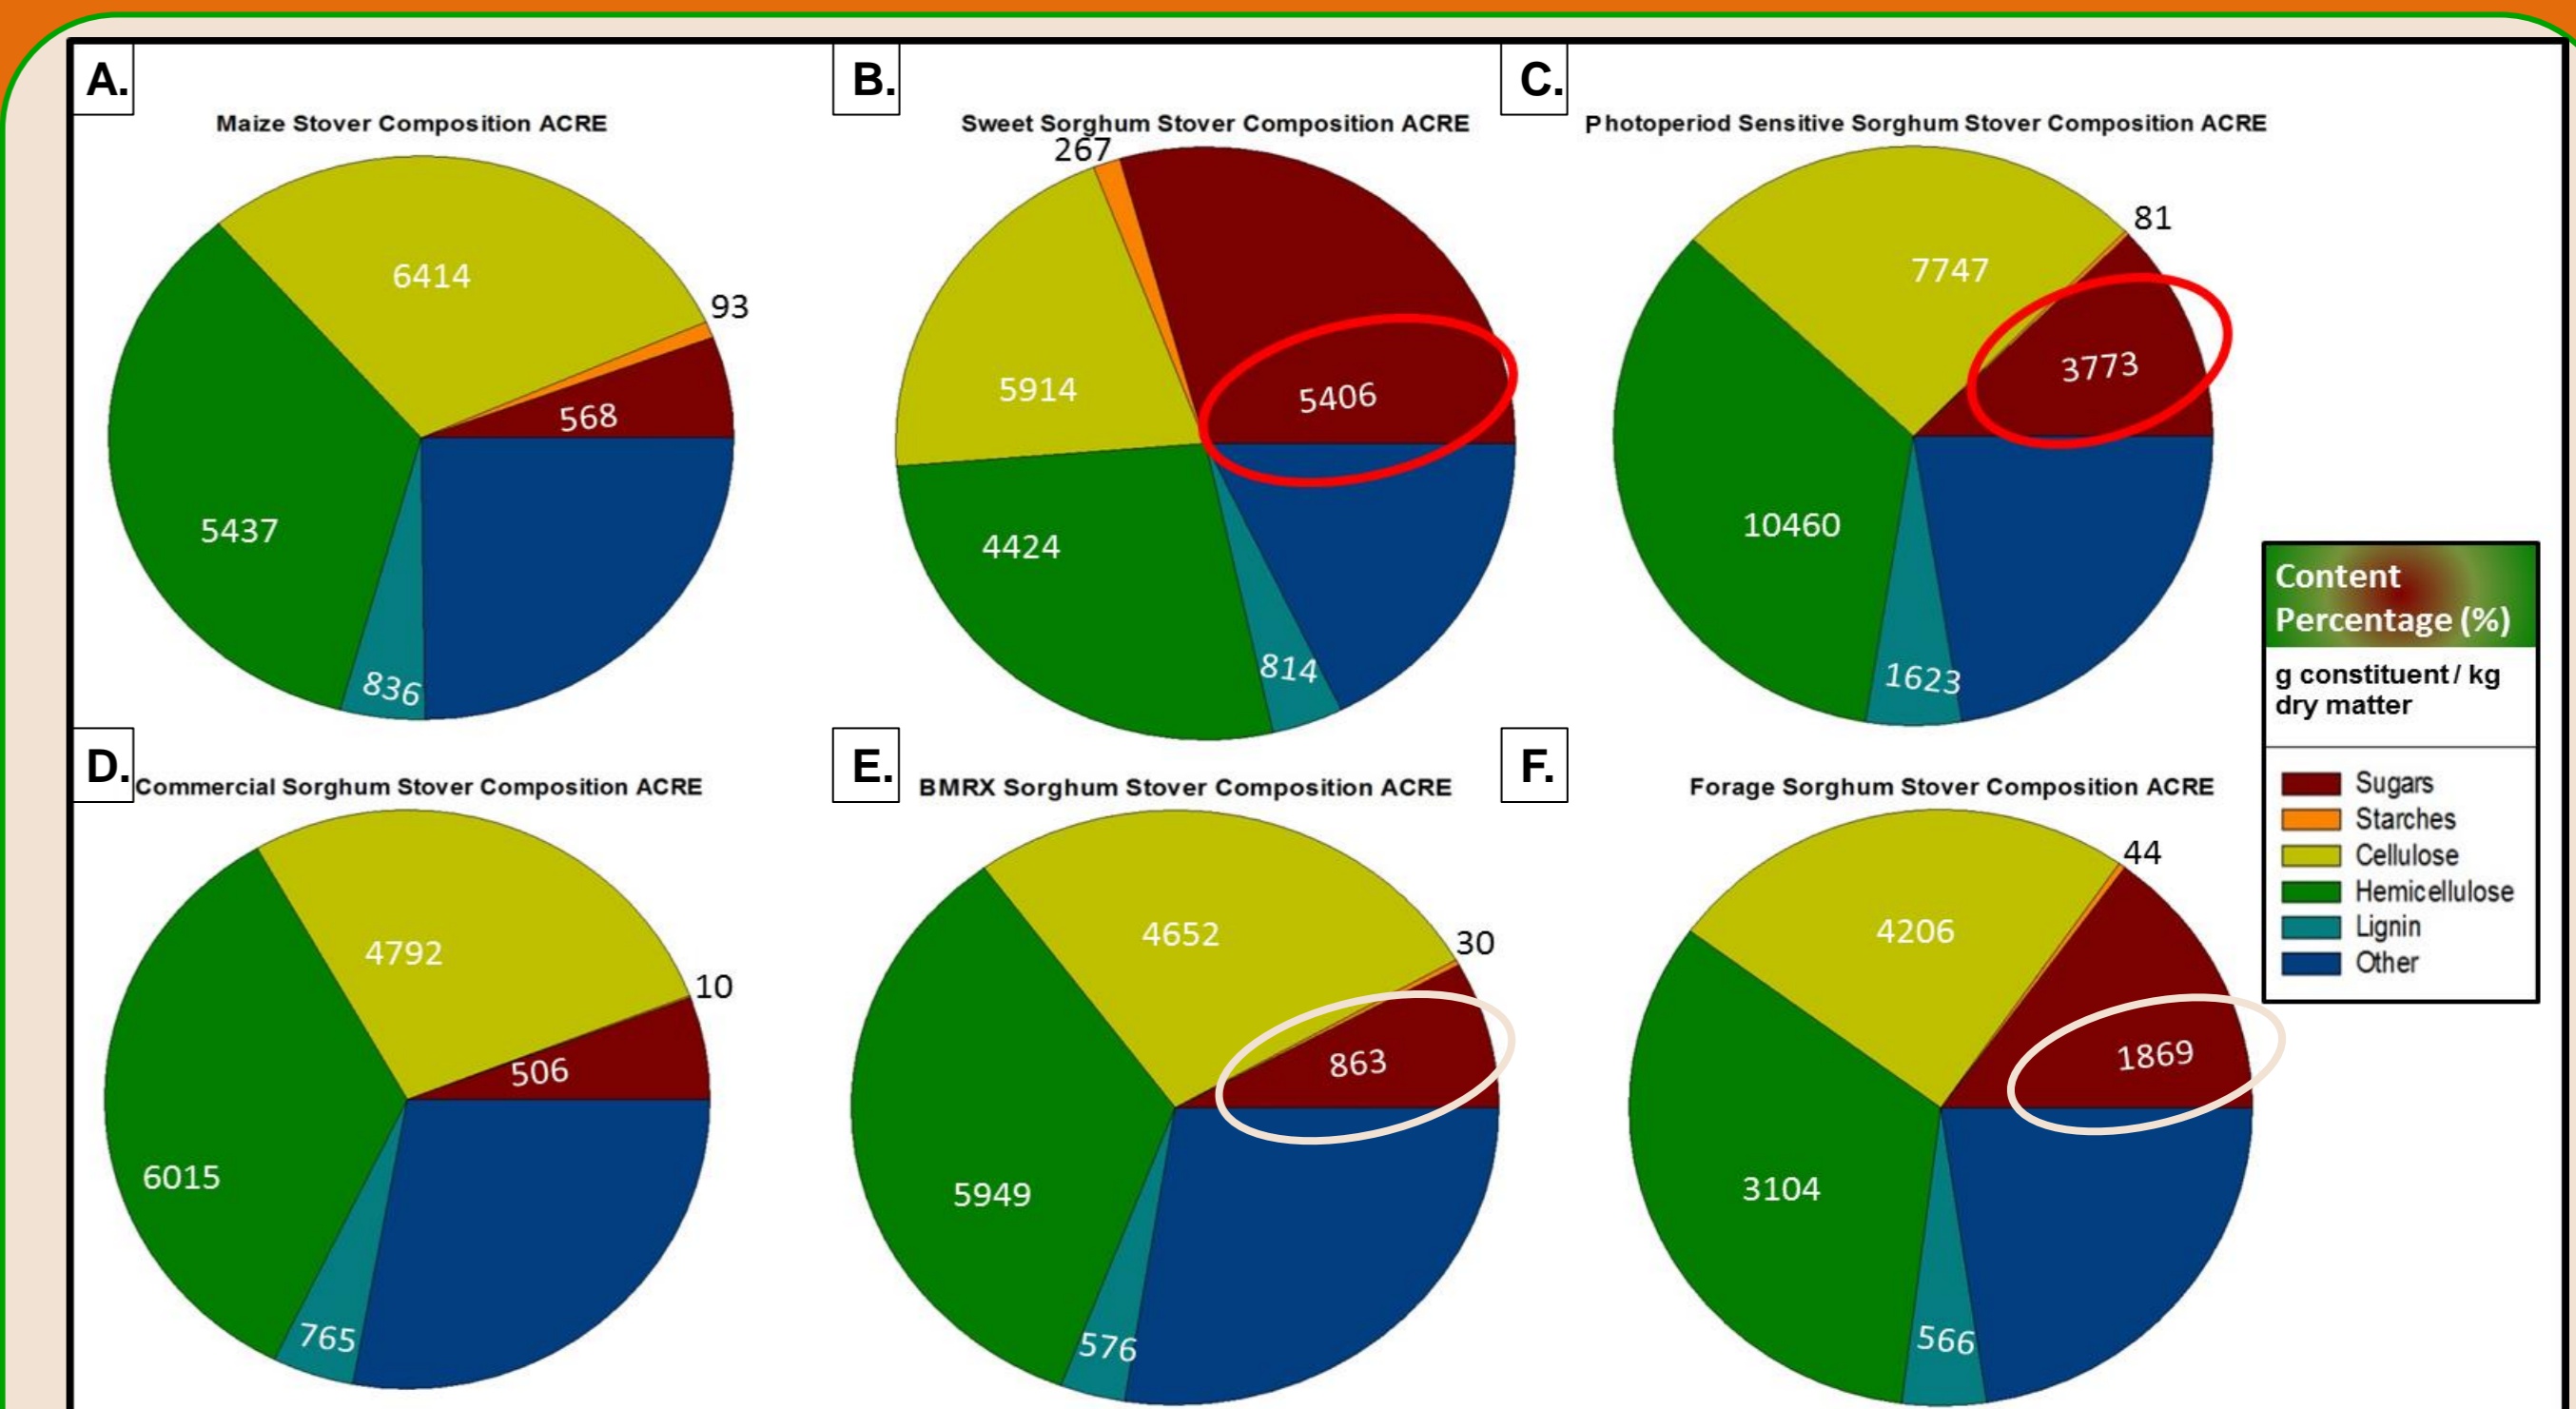 A.
Maize Stover Composition ACRE
6414
93
568
5437
836
B.
Sweet Sorghum Stover Composition ACRE
267
5914
5406
4424
814
C.
Photoperiod Sensitive Sorghum Stover Composition ACRE
7747
81
3773
10460
1623
D.
Commercial Sorghum Stover Composition ACRE
4792
10
506
6015
765
E.
BMRX Sorghum Stover Composition ACRE
4652
30
863
5949
576
F.
Forage Sorghum Stover Composition ACRE
4206
44
1869
3104
566
Content
Percentage (%)
g constituent / kg
dry matter
Sugars
Starches
Cellulose
Hemicellulose
Lignin
Other